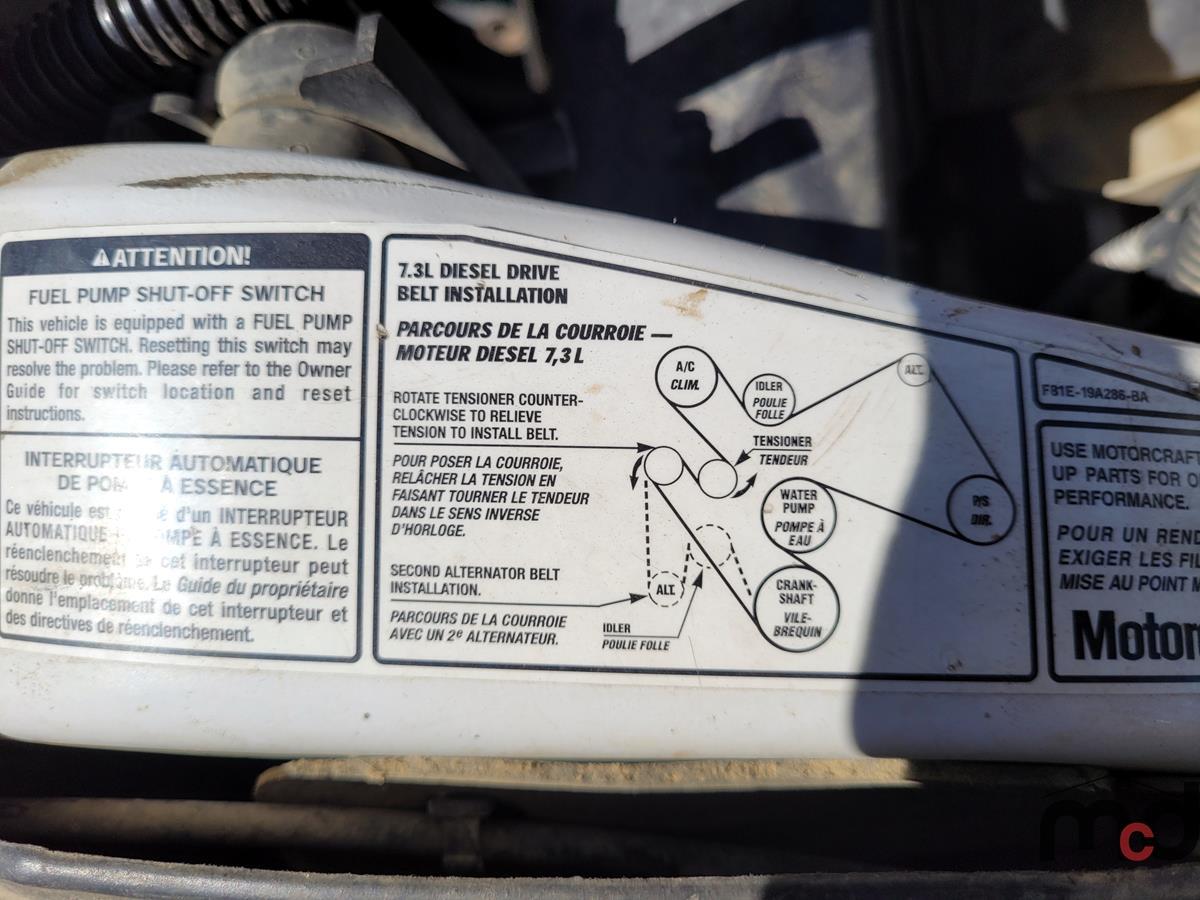 ATTENTION!
FUEL PUMP SHUT-OFF SWITCH
This vehicle is equipped with a FUEL PUMP
SHUT-OFF SWITCH. Resetting this switch may
resolve the problem. Please refer to the Owner
Guide for switch location and reset
instructions.
INTERRUPTEUR AUTOMATIQUE
DE À ESSENCE
Ce véhicule est d'un INTERRUPTEUR
AUTOMATIQUE À ESSENCE. Le
réenclenchement cet interrupteur peut
résoudre le problème. Le Guide du propriétaire
donne l'emplacement de cet interrupteur et
des directives de réenclenchement.
7.3L DIESEL DRIVE
BELT INSTALLATION
PARCOURS DE LA COURROIE —
MOTEUR DIESEL 7,3 L
ROTATE TENSIONER COUNTER-
CLOCKWISE TO RELIEVE
TENSION TO INSTALL BELT.
POUR POSER LA COURROIE,
RELÂCHER LA TENSION EN
FAISANT TOURNER LE TENDEUR
DANS LE SENS INVERSE
D'HORLOGE.
SECOND ALTERNATOR BELT
INSTALLATION.
PARCOURS DE LA COURROIE
AVEC UN 2e ALTERNATEUR.
A/C
CLIM.
IDLER
POULIE
FOLLE
ALT.
TENSIONER
TENDEUR
WATER
PUMP
POMPE À
EAU
P/S
DIR.
ALT.
CRANK-
SHAFT
VILE-
BREQUIN
IDLER
POULIE FOLLE
F81E-19A286-BA
USE MOTORCRAFT
UP PARTS FOR
PERFORMANCE.
POUR UN
EXIGER LES
MISE AU POINT
mcd